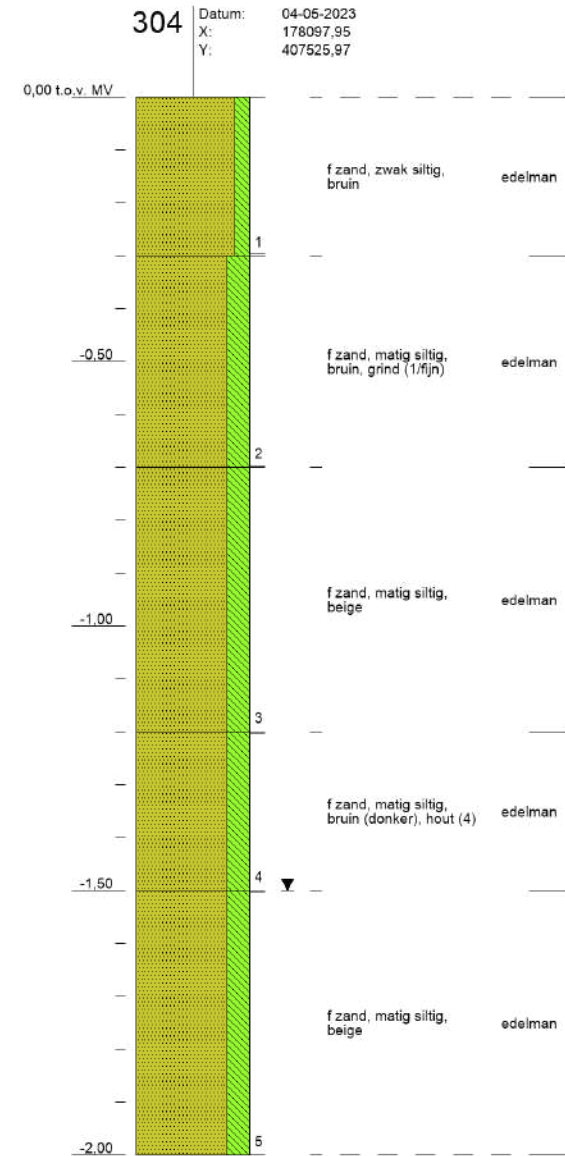 304
Datum: 04-05-2023
X: 178097,95
Y: 407525,97
0,00 t.o.v. MV
f zand, zwak siltig,
bruin
edelman
1
-0,50
f zand, matig siltig,
bruin, grind (1/fijn)
edelman
2
-1,00
f zand, matig siltig,
beige
edelman
3
f zand, matig siltig,
bruin (donker), hout (4)
edelman
-1,50
4
f zand, matig siltig,
beige
edelman
-2,00
5